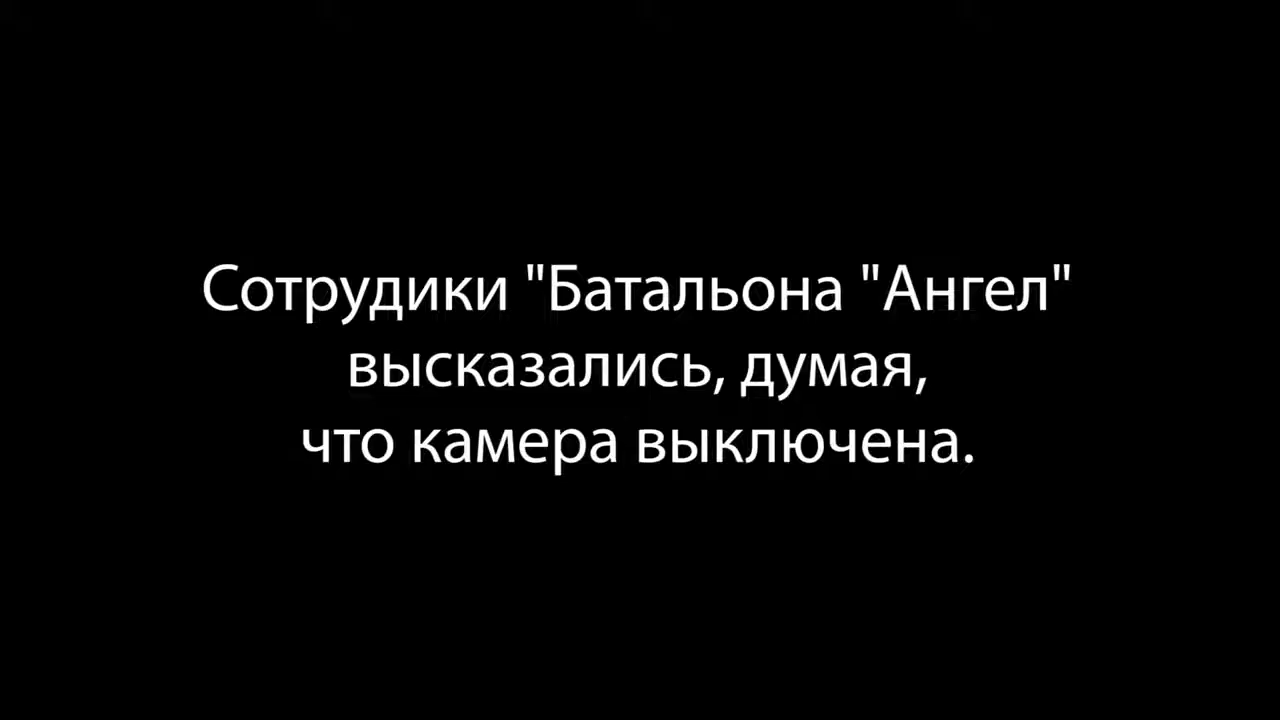 Сотрудики "Батальона "Ангел"
высказались, думая,
что камера выключена.